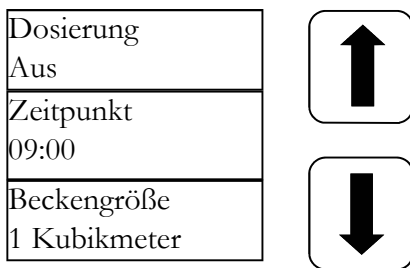 Dosierung
Aus
Zeitpunkt
09:00
Beckengröße
1 Kubikmeter